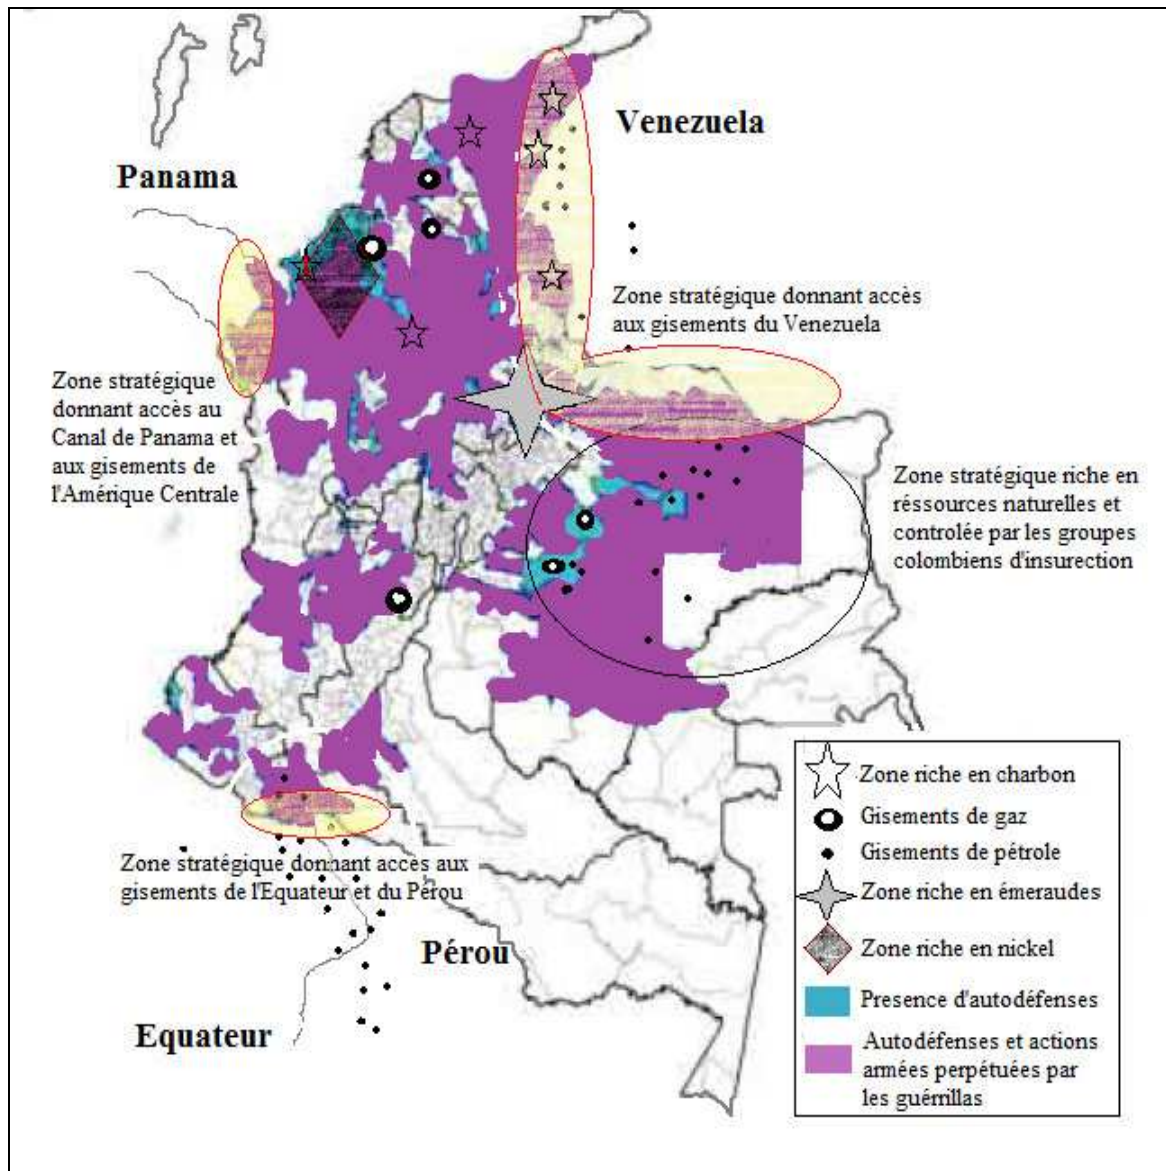 Venezuela
Panama
Zone stratégique donnant accès
aux gisements du Venezuela
Zone stratégique
donnant accès au
Canal de Panama et
aux gisements de
l'Amérique Centrale
Zone stratégique riche en
réssources naturelles et
controlée par les groupes
colombiens d'insurection
Zone stratégique donnant accès aux
gisements de l'Equateur et du Pérou
Pérou
Equateur
Zone riche en charbon
Gisements de gaz
Gisements de pétrole
Zone riche en émeraudes
Zone riche en nickel
Presence d'autodéfenses
Autodéfenses et actions
armées perpétuées par
les guérrillas